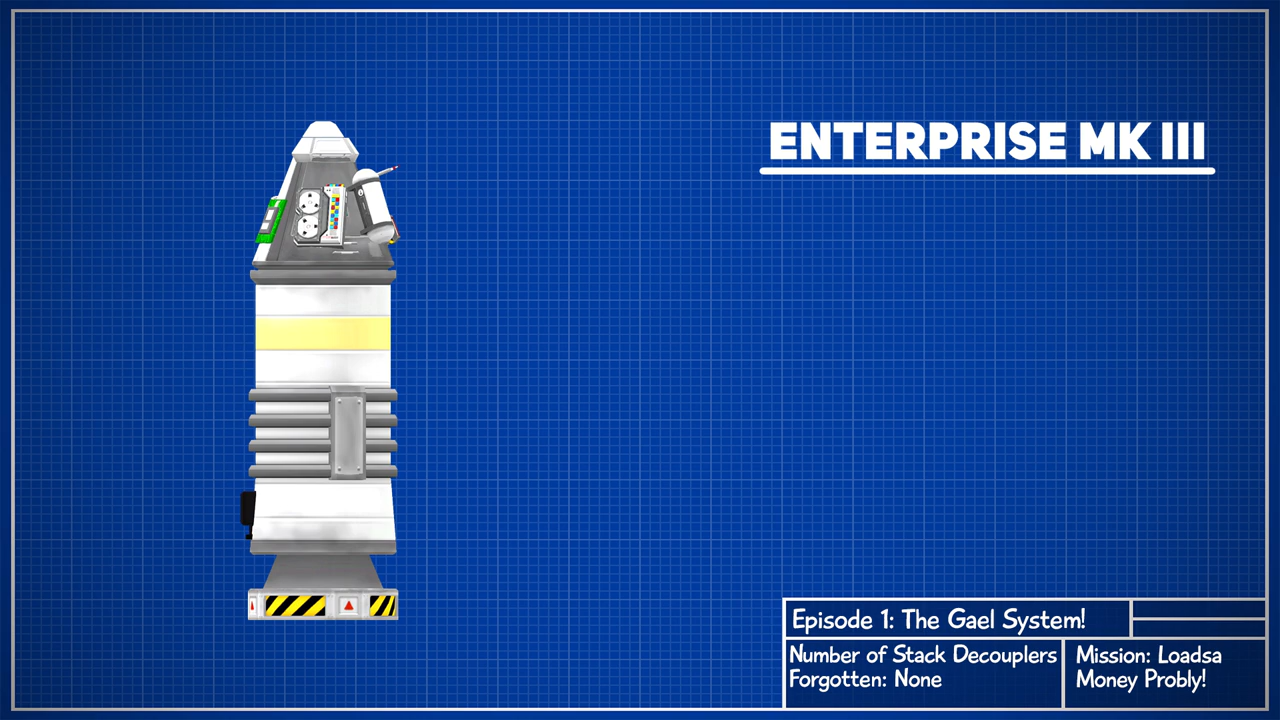 ENTERPRISE MK III
Episode 1: The Gael System!
Number of Stack Decouplers
Forgotten: None
Mission: Loadsa
Money Probly!